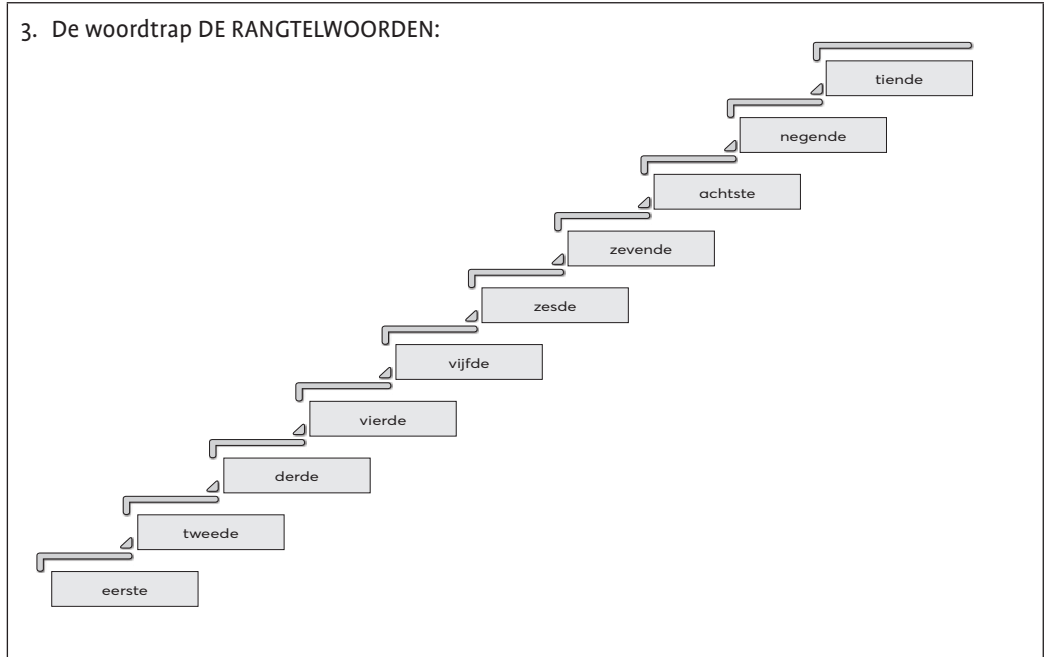 3. De woordtrap DE RANGTELWOORDEN:
tiende
negende
achtste
zevende
zesde
vijfde
vierde
derde
tweede
eerste